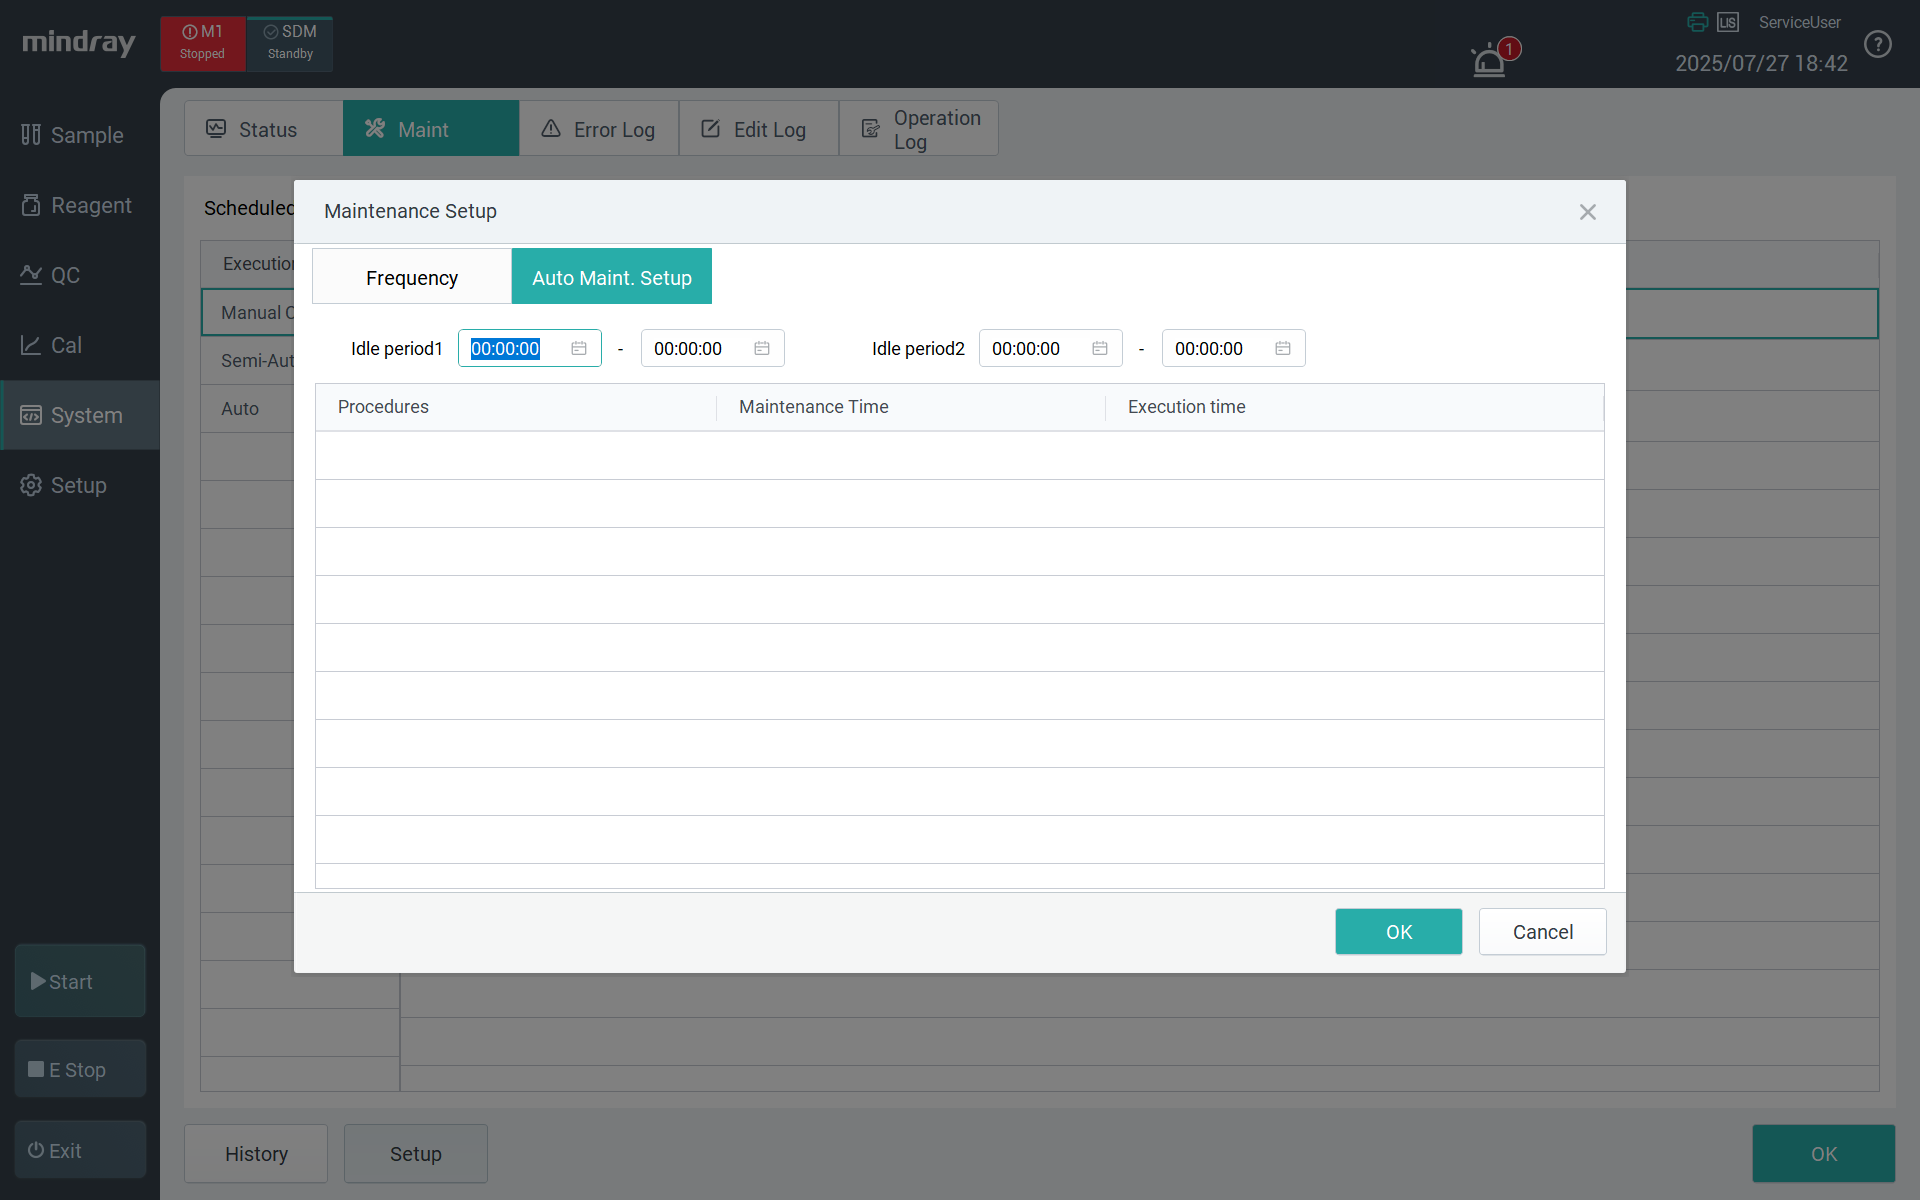 mindray
M1
Stopped
SDM
Standby
1
LIS
ServiceUser
2025/07/27 18:42
?
Sample
Reagent
QC
Cal
System
Setup
Start
E Stop
Exit
Status
Maint
Error Log
Edit Log
Operation
Log
Scheduled
Execution
Manual
Semi-Aut
Auto
Maintenance Setup
Frequency
Auto Maint. Setup
Idle period1 00:00:00 - 00:00:00 Idle period2 00:00:00 - 00:00:00
Procedures Maintenance Time Execution time
OK Cancel
History Setup OK